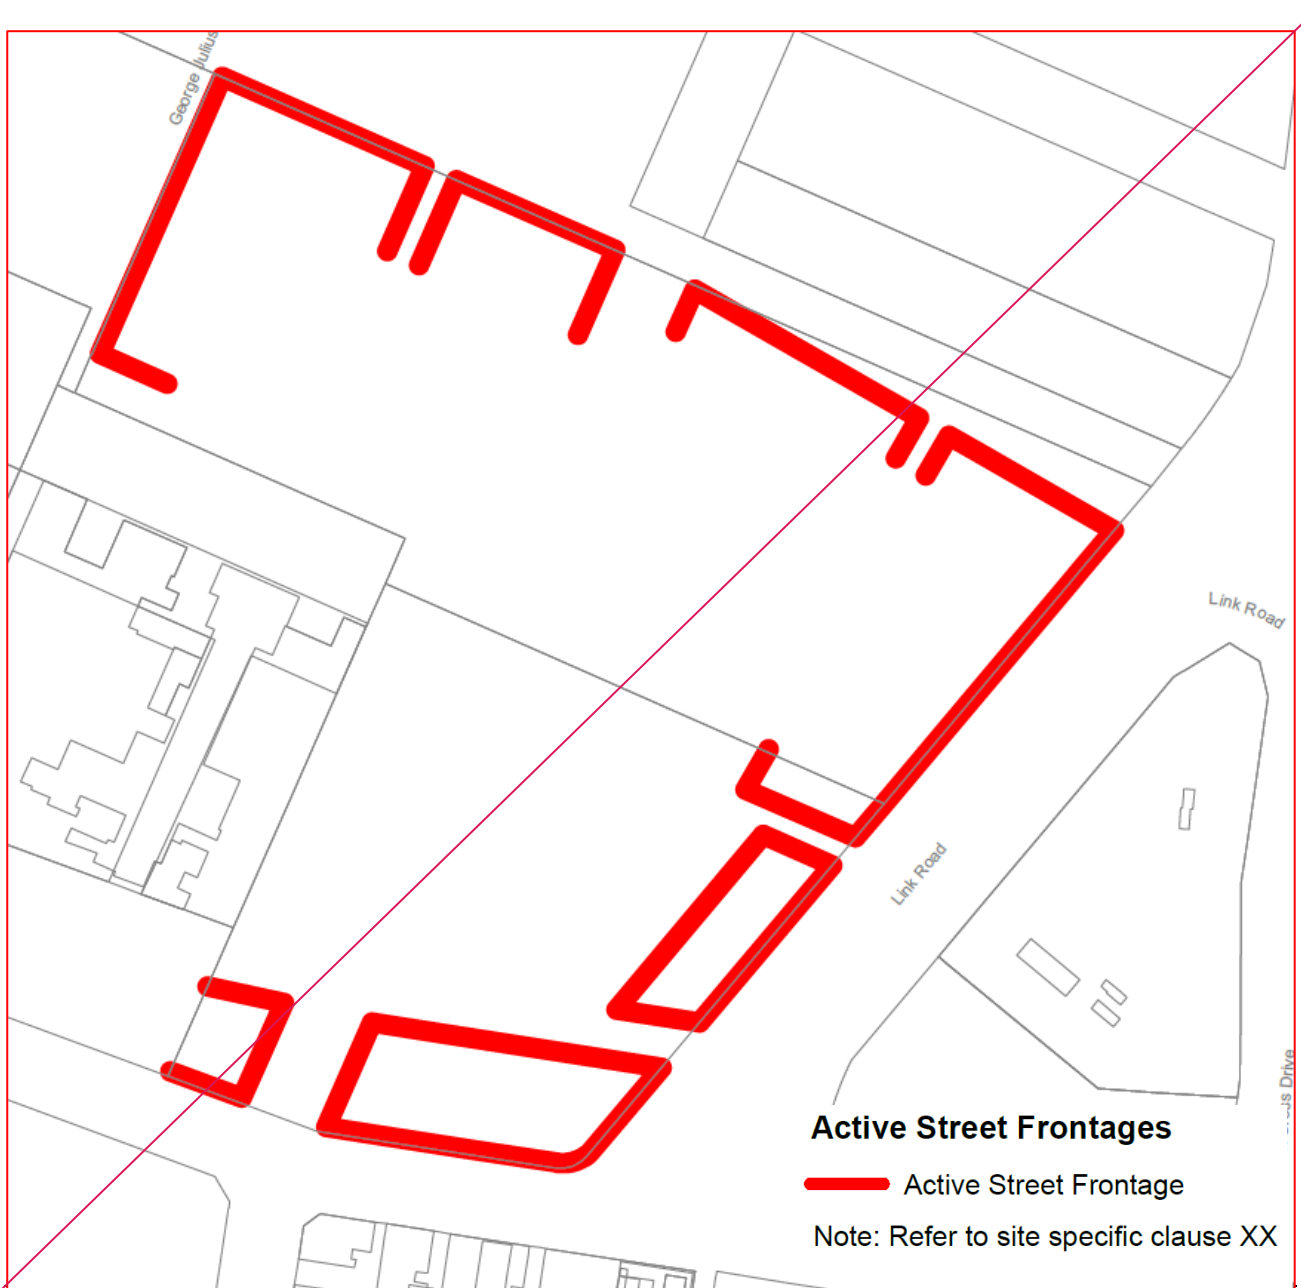 George Julius
Link Road
Link Road
Drive
Active Street Frontages
Active Street Frontage
Note: Refer to site specific clause XX